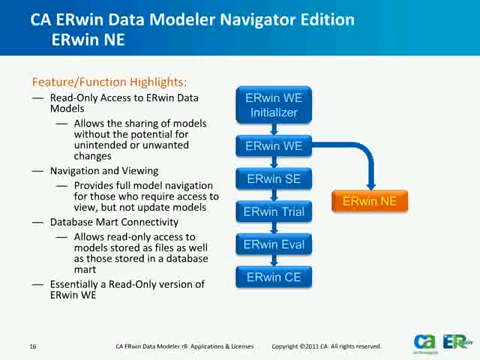 CA ERwin Data Modeler Navigator Edition
ERwin NE
Feature/Function Highlights:
— Read-Only Access to ERwin Data
Models
— Allows the sharing of models
without the potential for
unintended or unwanted
changes
— Navigation and Viewing
— Provides full model navigation
for those who require access to
view, but not update models
— Database Mart Connectivity
— Allows read-only access to
models stored as files as well
as those stored in a database
mart
— Essentially a Read-Only version of
ERwin WE
ERwin WE
Initializer
ERwin WE
ERwin SE
ERwin Trial
ERwin Eval
ERwin CE
ERwin NE
16
CA ERwin Data Modeler r8: Applications & Licenses
Copyright ©2011 CA. All rights reserved.
ca
technologies
ER